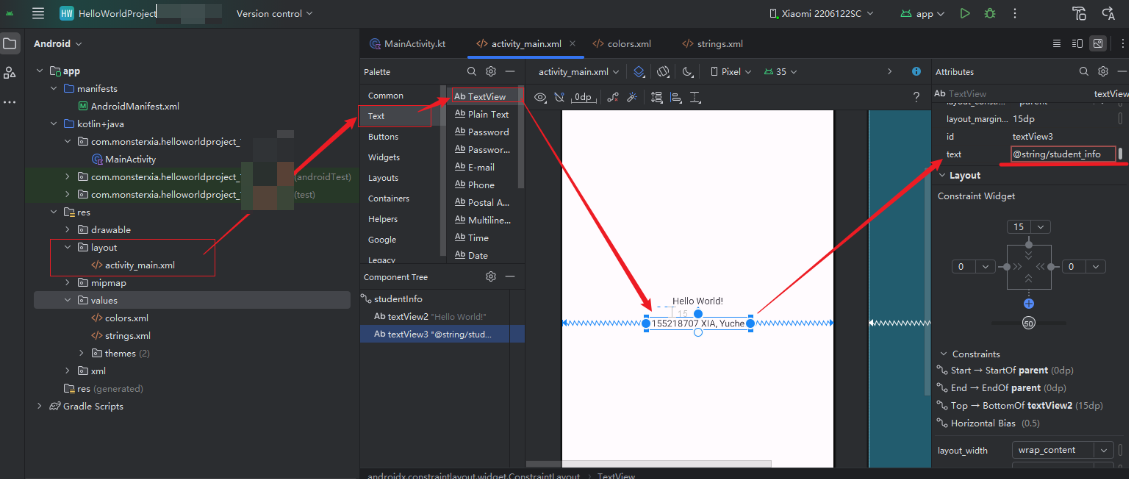 HW HelloWorldProject Version control Xiaomi 2206122SC app
Android
app
manifests
AndroidManifest.xml
kotlin+java
com.monsterxia.helloworldproject_
MainActivity
com.monsterxia.helloworldproject_ (androidTest)
com.monsterxia.helloworldproject_ (test)
res
drawable
layout
activity_main.xml
mipmap
values
colors.xml
strings.xml
themes (2)
xml
res (generated)
Gradle Scripts
MainActivity.kt activity_main.xml colors.xml strings.xml
Palette
Common
Text
Buttons
Widgets
Layouts
Containers
Helpers
Google
Legacy
Ab TextView
Ab Plain Text
Ab Password
Ab Passwor...
Ab E-mail
Ab Phone
Ab Postal A...
Ab Multiline...
Ab Time
Ab Date
Component Tree
studentInfo
Ab textView2 "Hello World!"
Ab textView3 "@string/stud...
activity_main.xml Pixel 35
0dp
Hello World!
15
155218707 XIA, Yuche
Attributes
Ab TextView textView
layout_margin... 15dp
id textView3
text @string/student_info
Layout
Constraint Widget
15
0 0
50
Constraints
Start → StartOf parent (0dp)
End → EndOf parent (0dp)
Top → BottomOf textView2 (15dp)
Horizontal Bias (0.5)
layout_width wrap_content
androidx.constraintlayout.widget.ConstraintLayout TextView